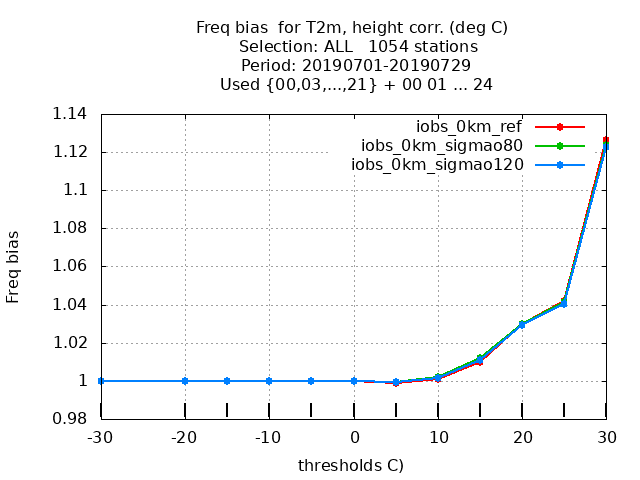 Freq bias  for T2m, height corr. (deg C)
Selection: ALL   1054 stations
Period: 20190701-20190729
Used {00,03,...,21} + 00 01 ... 24
iobs_0km_ref
iobs_0km_sigmao80
iobs_0km_sigmao120
Freq bias
1.14
1.12
1.1
1.08
1.06
1.04
1.02
1
0.98
-30 -20 -10 0 10 20 30
thresholds C)